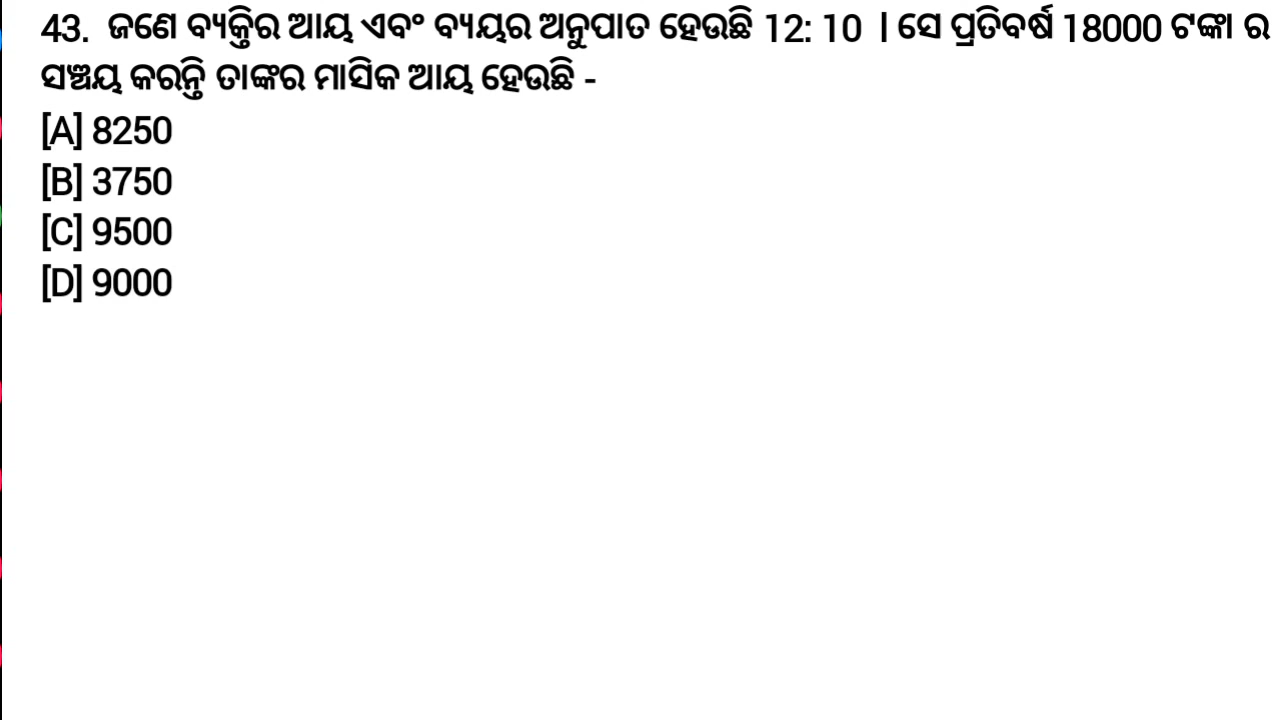 43. ଜଣେ ବ୍ୟକ୍ତିର ଆୟ ଏବଂ ବ୍ୟୟର ଅନୁପାତ ହେଉଛି 12: 10 । ସେ ପ୍ରତିବର୍ଷ 18000 ଟଙ୍କା ର
ସଞ୍ଚୟ କରନ୍ତି ତାଙ୍କର ମାସିକ ଆୟ ହେଉଛି -
[A] 8250
[B] 3750
[C] 9500
[D] 9000